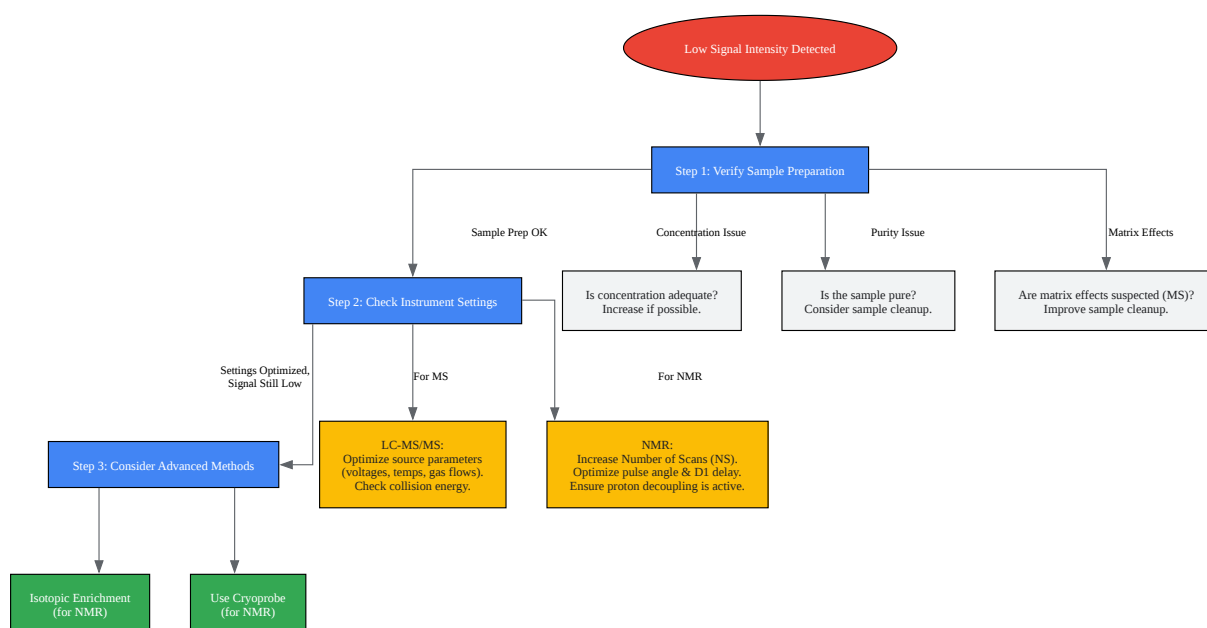 Low Signal Intensity Detected
Step 1: Verify Sample Preparation
Sample Prep OK
Concentration Issue
Purity Issue
Matrix Effects
Step 2: Check Instrument Settings
Is concentration adequate?
Increase if possible.
Is the sample pure?
Consider sample cleanup.
Are matrix effects suspected (MS)?
Improve sample cleanup.
Settings Optimized,
Signal Still Low
For MS
For NMR
Step 3: Consider Advanced Methods
LC-MS/MS:
Optimize source parameters
(voltages, temps, gas flows).
Check collision energy.
NMR:
Increase Number of Scans (NS).
Optimize pulse angle & D1 delay.
Ensure proton decoupling is active.
Isotopic Enrichment
(for NMR)
Use Cryoprobe
(for NMR)